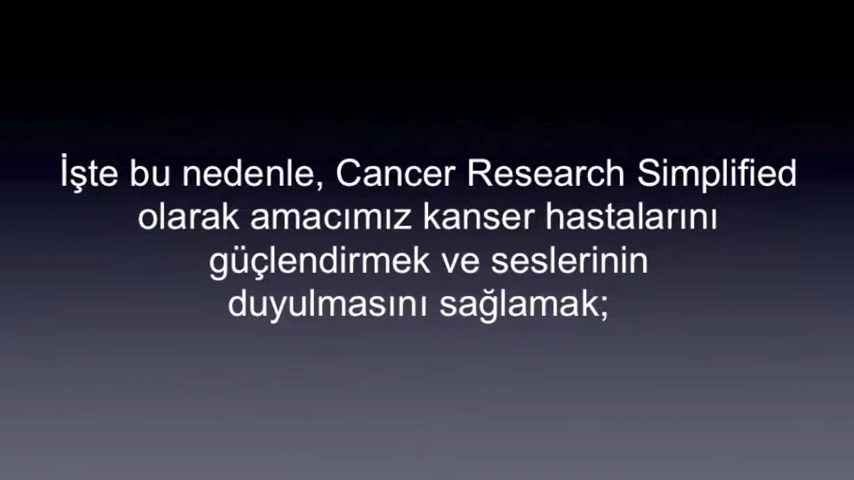 İşte bu nedenle, Cancer Research Simplified
olarak amacımız kanser hastalarını
güçlendirmek ve seslerinin
duyulmasını sağlamak;